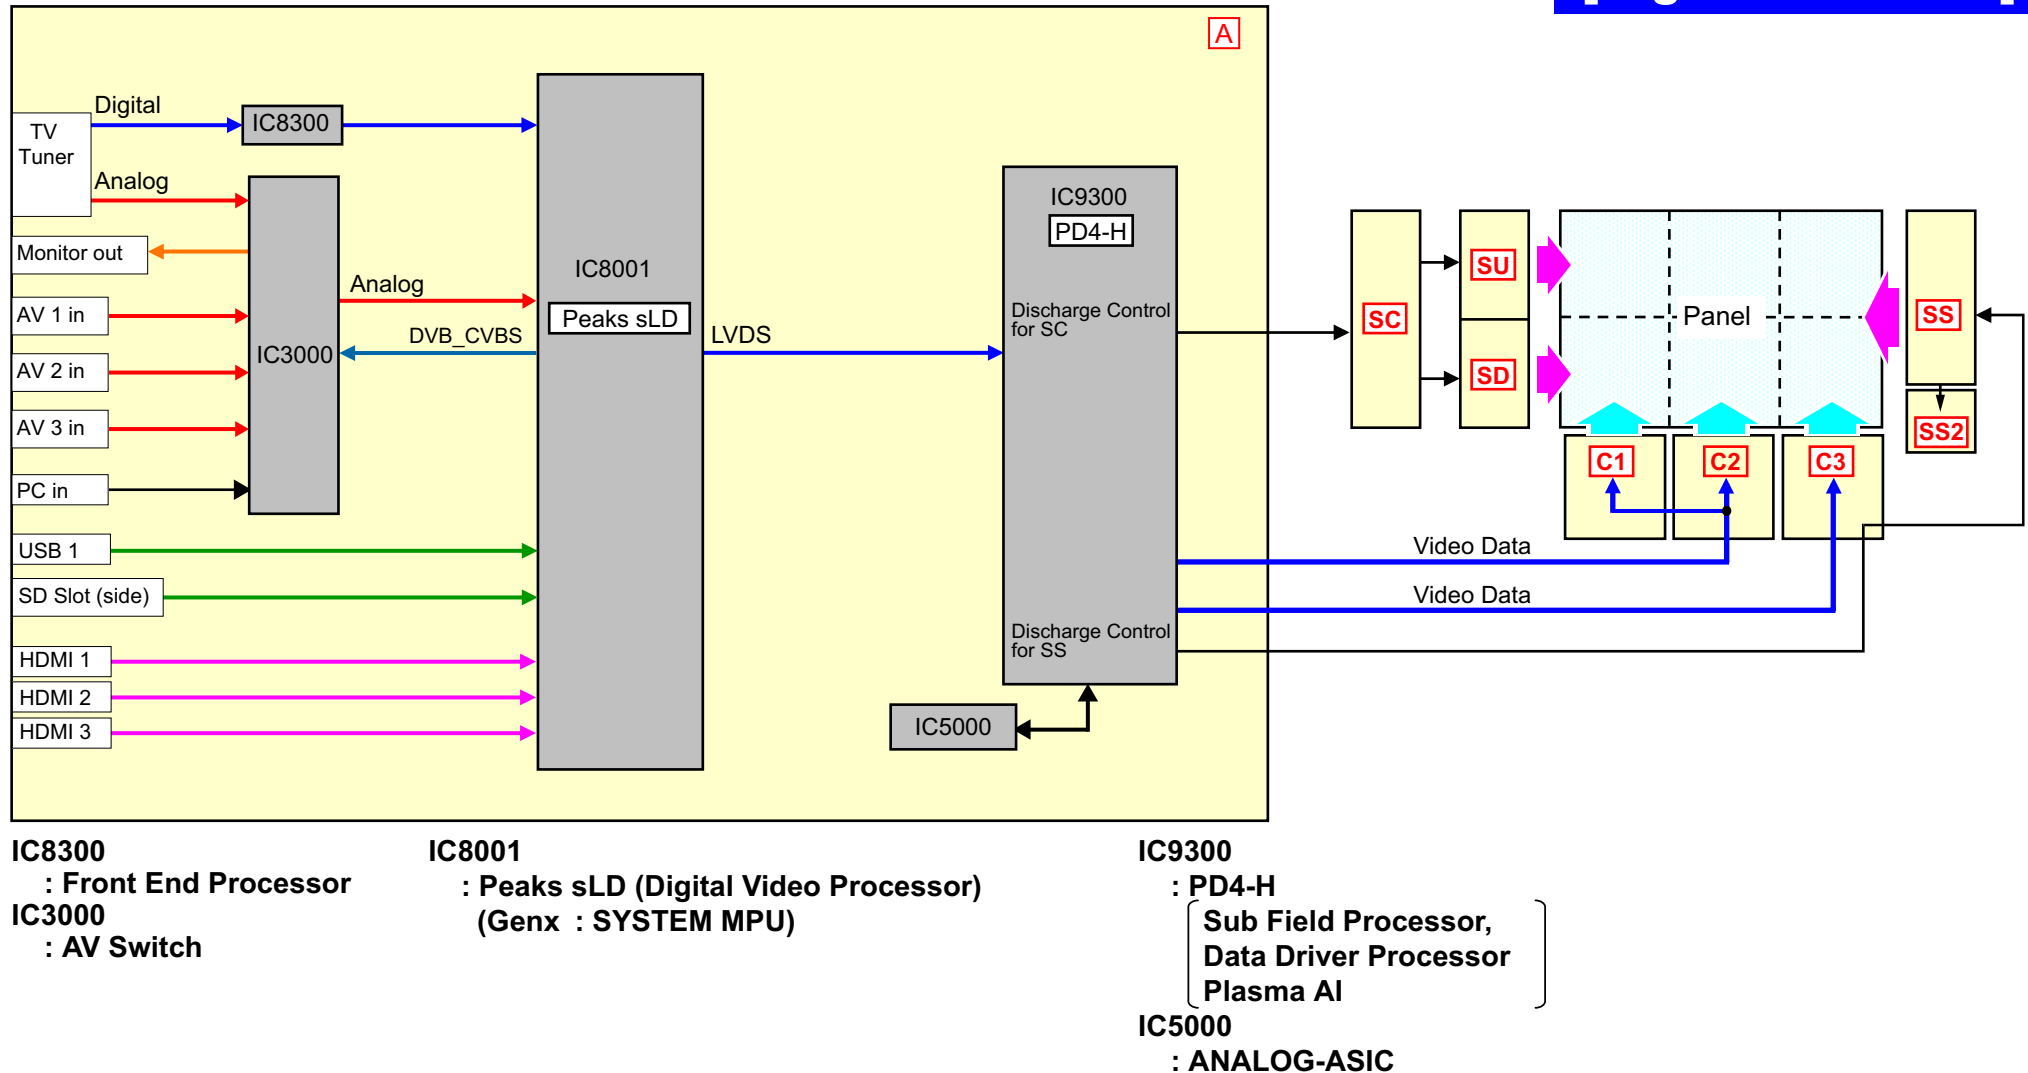 A
Digital
TV
Tuner
IC8300
Analog
Monitor out
AV 1 in
AV 2 in
AV 3 in
PC in
IC3000
Analog
DVB_CVBS
IC8001
Peaks sLD
LVDS
USB 1
SD Slot (side)
HDMI 1
HDMI 2
HDMI 3
IC9300
PD4-H
Discharge Control
for SC
Discharge Control
for SS
IC5000
SC
SU
SD
Panel
SS
SS2
C1
C2
C3
Video Data
Video Data
IC8300
: Front End Processor
IC3000
: AV Switch
IC8001
: Peaks sLD (Digital Video Processor)
(Genx : SYSTEM MPU)
IC9300
: PD4-H
Sub Field Processor,
Data Driver Processor
Plasma AI
IC5000
: ANALOG-ASIC